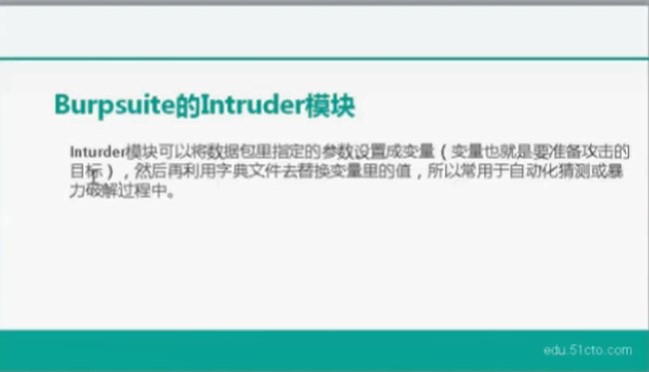 Burpsuite的Intruder模块
Inturder模块可以将数据包里指定的参数设置成变量（变量也就是要准备攻击的
目标），然后再利用字典文件去替换变量里的值，所以常用于自动化猜测或暴
力破解过程中。
edu.51cto.com